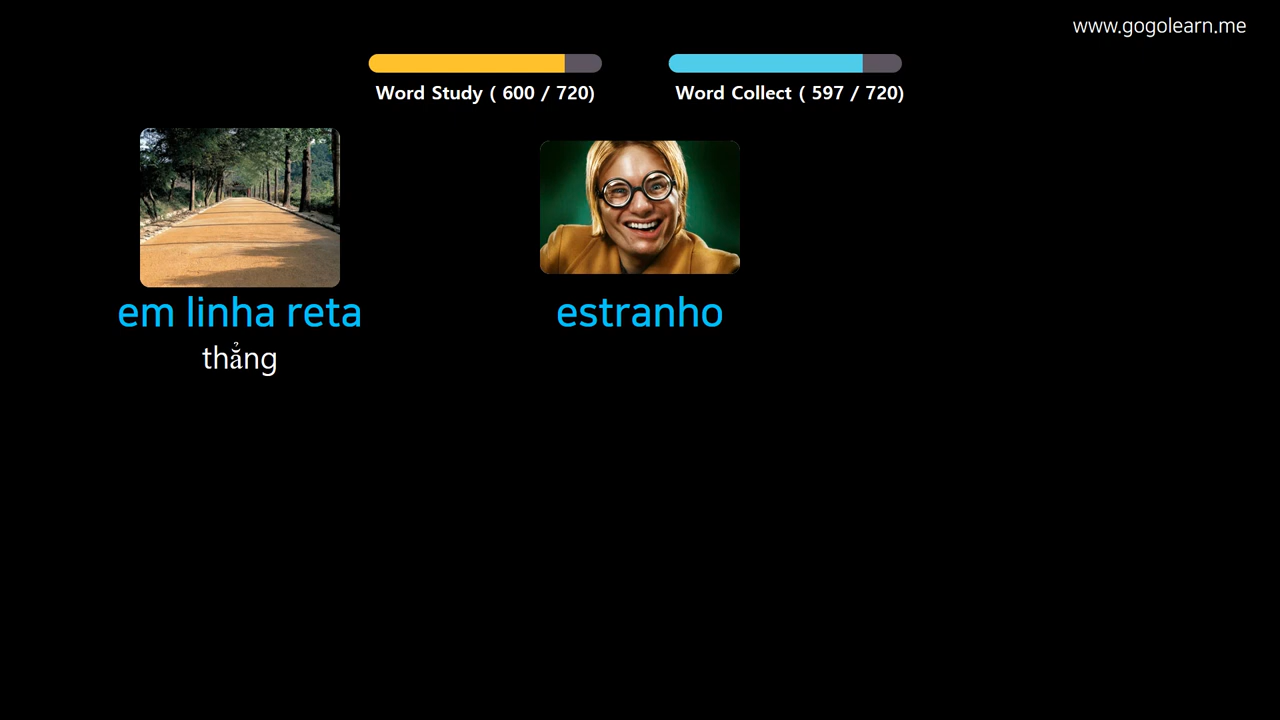 www.gogolearn.me
Word Study ( 600 / 720)
Word Collect ( 597 / 720)
em linha reta
estranho
thẳng